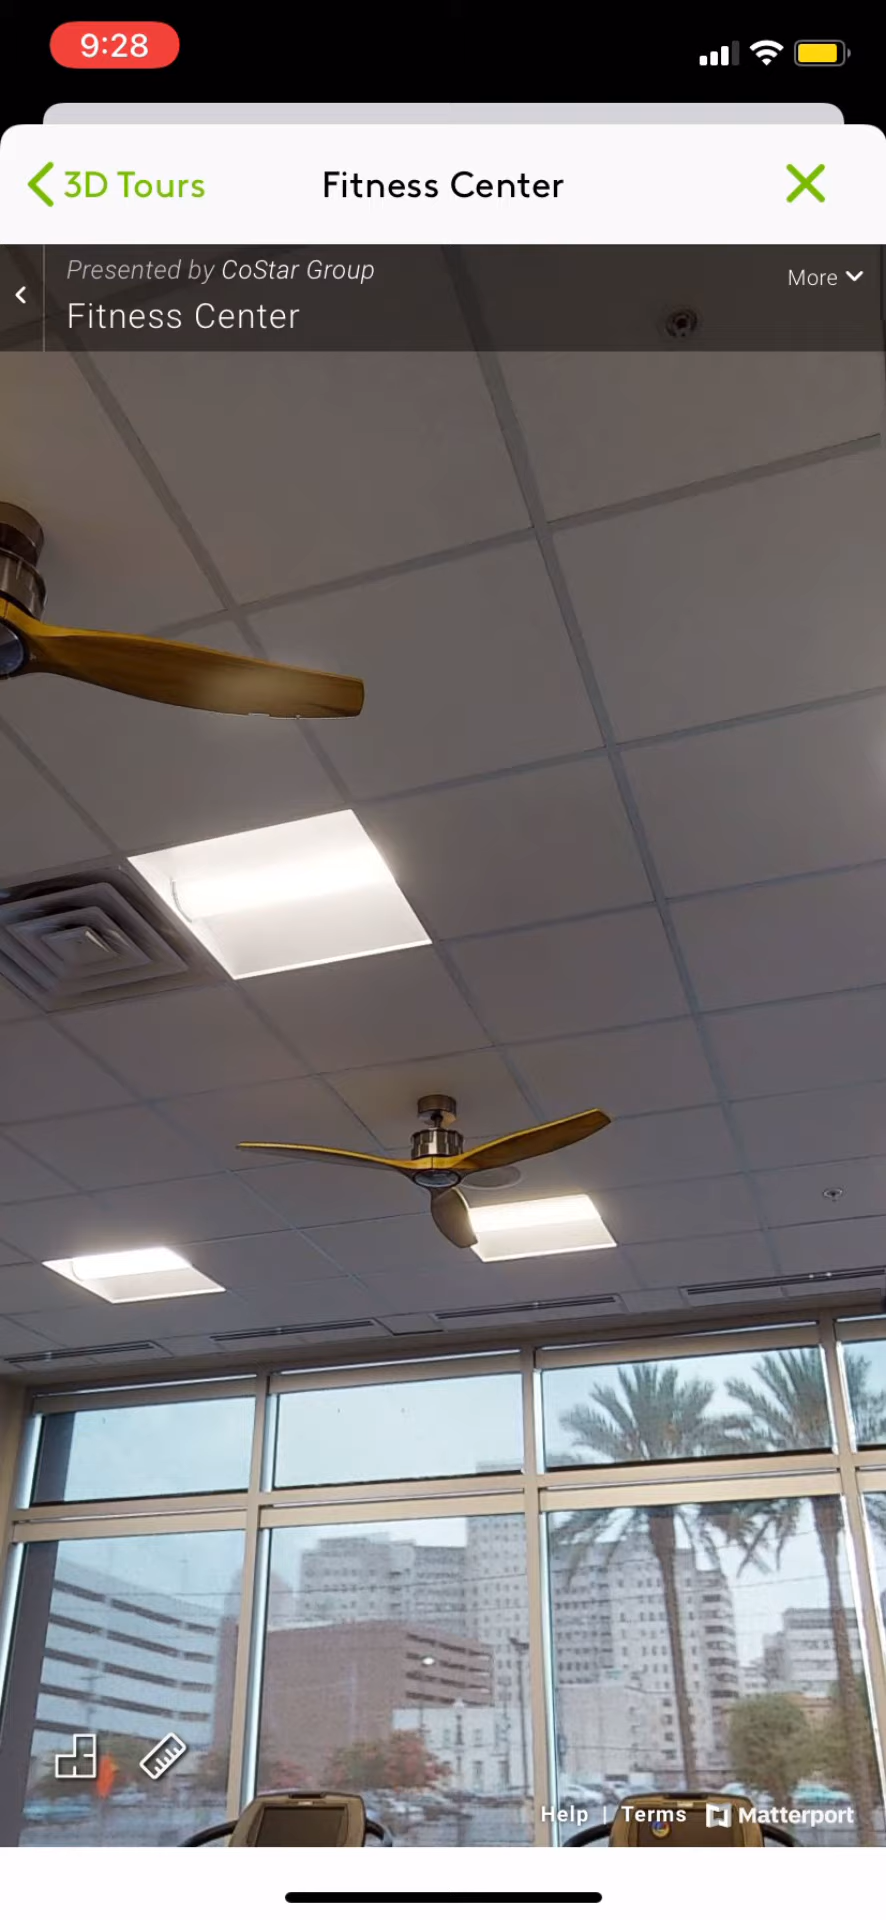 9:28
3D Tours
Fitness Center
Presented by CoStar Group
More
Fitness Center
Help | Terms Matterport